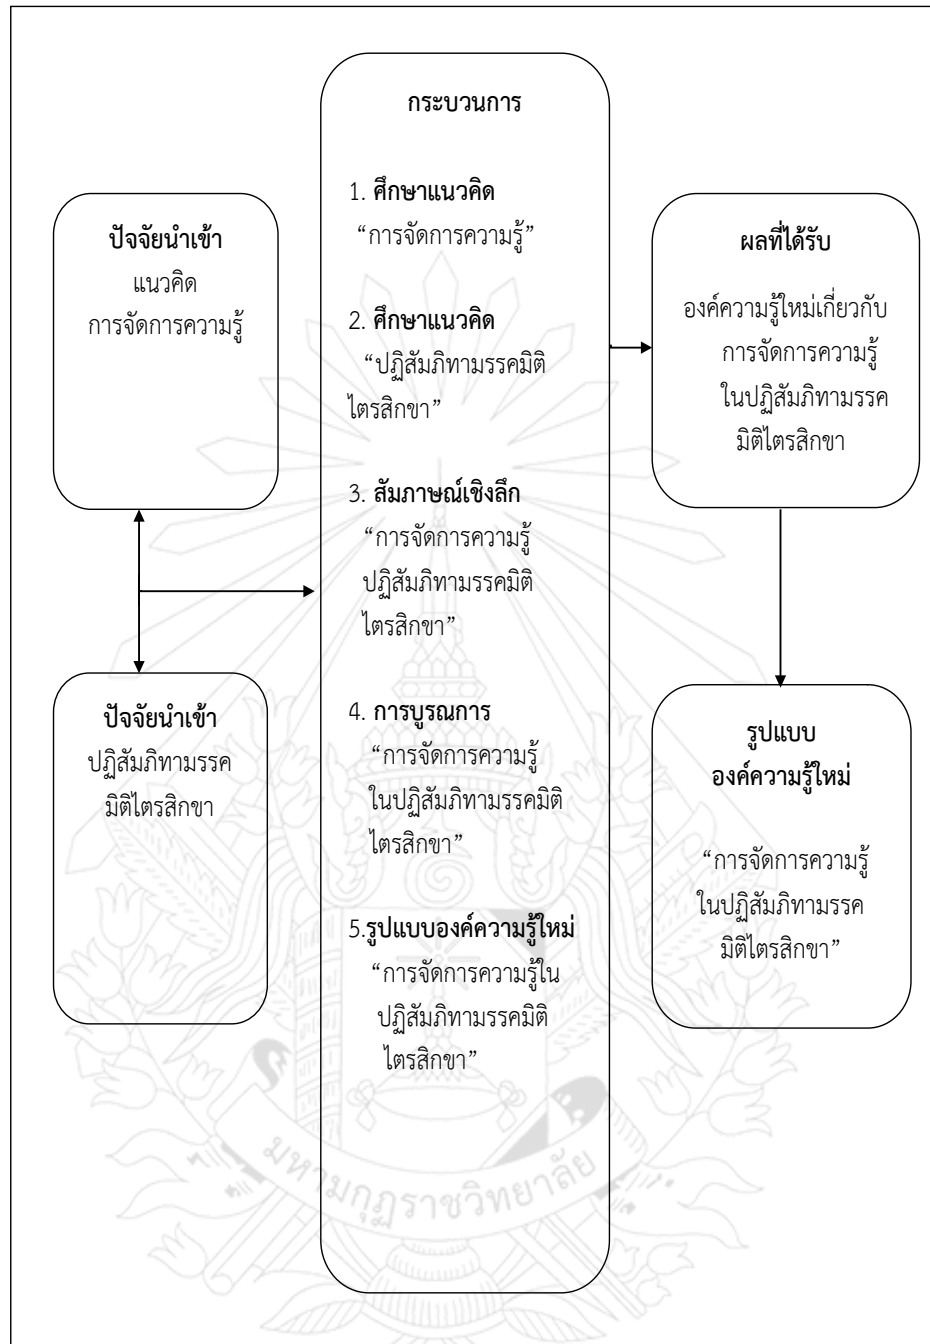 ปัจจัยนำเข้า
แนวคิด
การจัดการความรู้
ปัจจัยนำเข้า
ปฏิสัมภิทามรรค
มิติไตรสิกขา
กระบวนการ
1. ศึกษาแนวคิด
“การจัดการความรู้”
2. ศึกษาแนวคิด
“ปฏิสัมภิทามรรคมิติ
ไตรสิกขา”
3. สัมภาษณ์เชิงลึก
“การจัดการความรู้
ปฏิสัมภิทามรรคมิติ
ไตรสิกขา”
4. การบูรณการ
“การจัดการความรู้
ในปฏิสัมภิทามรรคมิติ
ไตรสิกขา”
5.รูปแบบองค์ความรู้ใหม่
“การจัดการความรู้ใน
ปฏิสัมภิทามรรคมิติ
ไตรสิกขา”
ผลที่ได้รับ
องค์ความรู้ใหม่เกี่ยวกับ
การจัดการความรู้
ในปฏิสัมภิทามรรค
มิติไตรสิกขา
รูปแบบ
องค์ความรู้ใหม่
“การจัดการความรู้
ในปฏิสัมภิทามรรค
มิติไตรสิกขา”
มหามกุฏราชวิทยาลัย